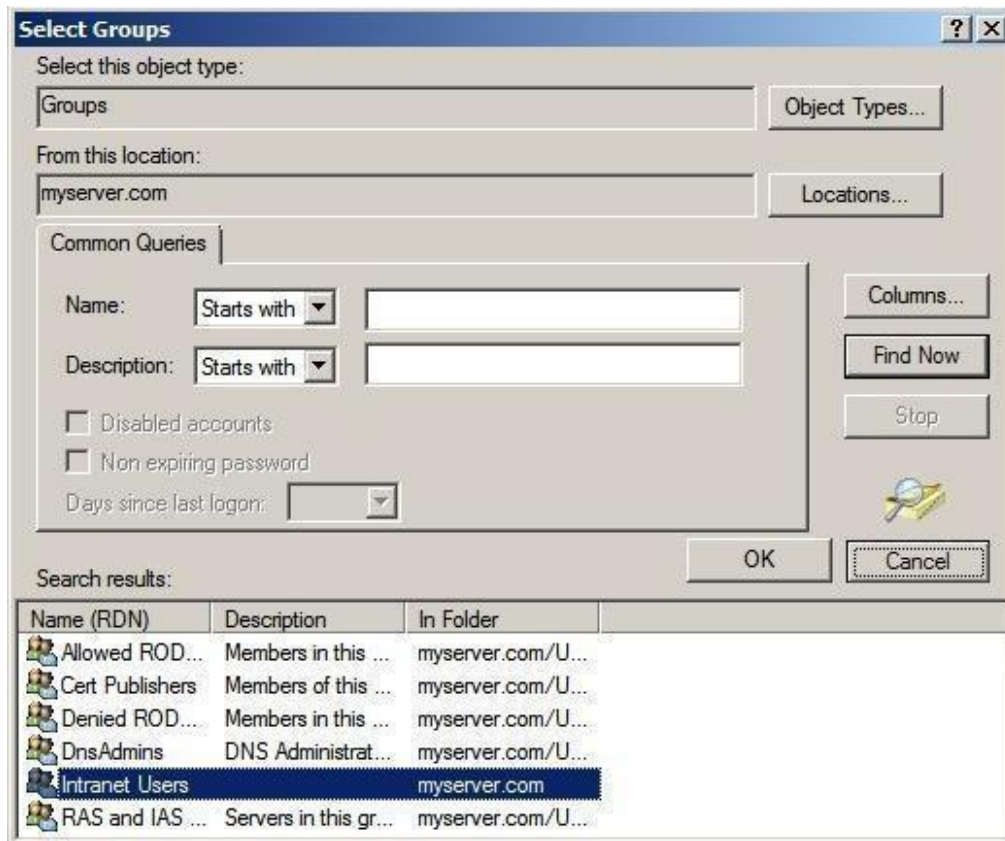 Select Groups
Select this object type:
Groups
Object Types...
From this location:
myserver.com
Locations...
Common Queries
Name: Starts with
Columns...
Description: Starts with
Find Now
Disabled accounts
Stop
Non expiring password
Days since last logon:
OK
Cancel
Search results:
Name (RDN) Description In Folder
Allowed ROD... Members in this ... myserver.com/U...
Cert Publishers Members of this ... myserver.com/U...
Denied ROD... Members in this ... myserver.com/U...
DnsAdmins DNS Administrat... myserver.com/U...
Intranet Users myserver.com
RAS and IAS ... Servers in this gr... myserver.com/U...